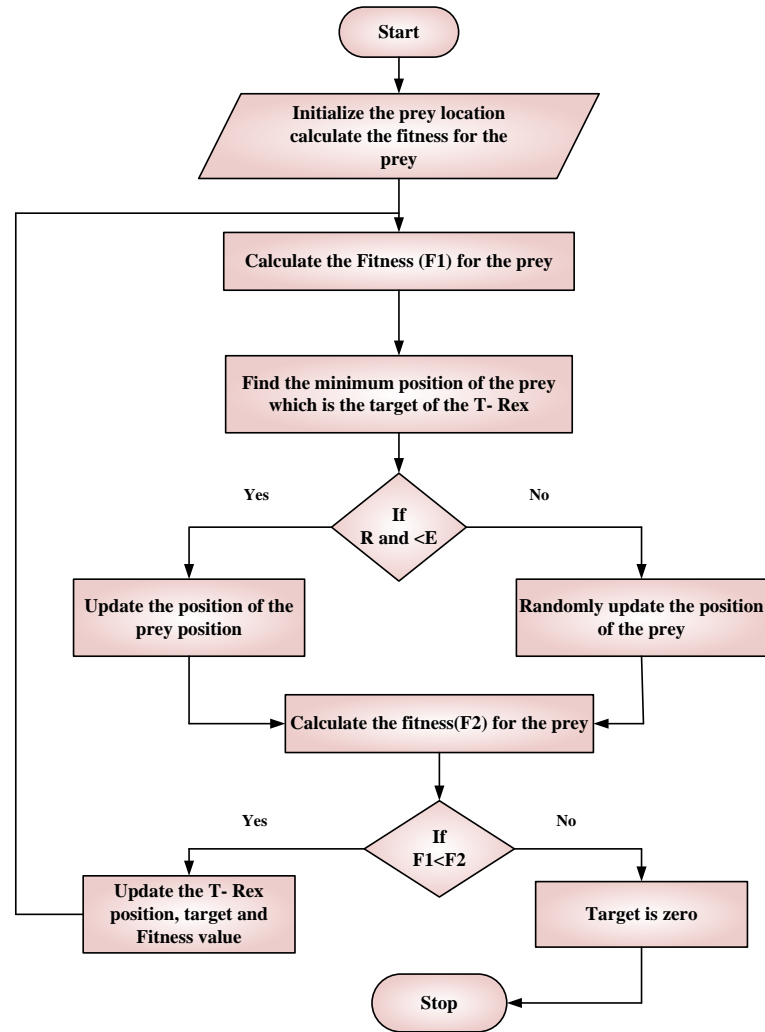 Start
Initialize the prey location
calculate the fitness for the
prey
Calculate the Fitness (F1) for the prey
Find the minimum position of the prey
which is the target of the T- Rex
Yes
No
If
R and <E
Update the position of the
prey position
Randomly update the position
of the prey
Calculate the fitness(F2) for the prey
Yes
No
If
F1<F2
Update the T- Rex
position, target and
Fitness value
Target is zero
Stop